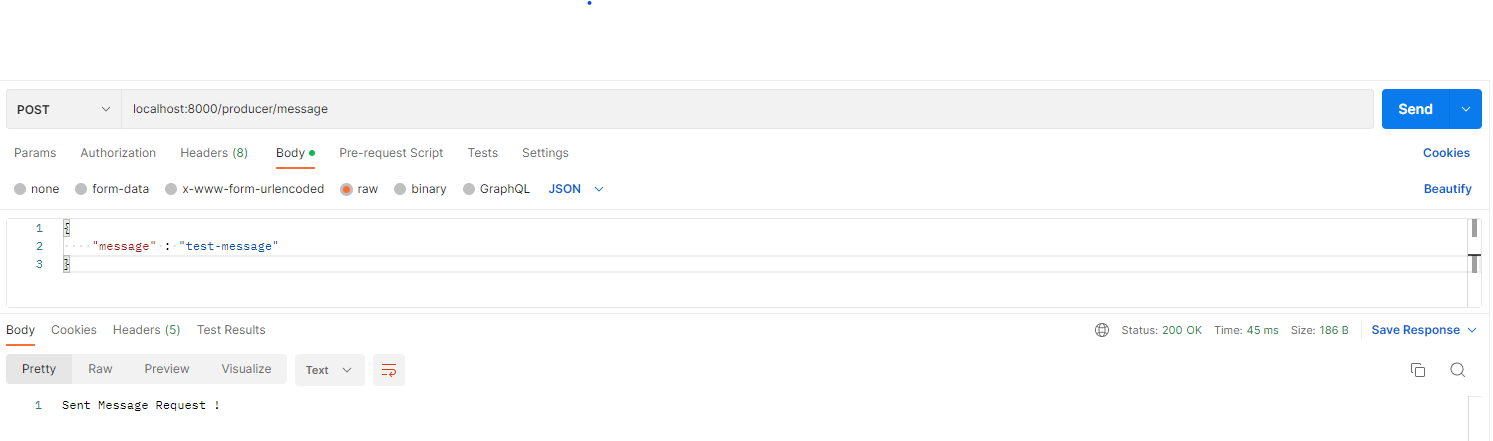 POST localhost:8000/producer/message Send
Params Authorization Headers (8) Body Pre-request Script Tests Settings Cookies
none form-data x-www-form-urlencoded raw binary GraphQL JSON Beautify
1 {
2 "message" : "test-message"
3 }
Body Cookies Headers (5) Test Results Status: 200 OK Time: 45 ms Size: 186 B Save Response
Pretty Raw Preview Visualize Text
1 Sent Message Request !